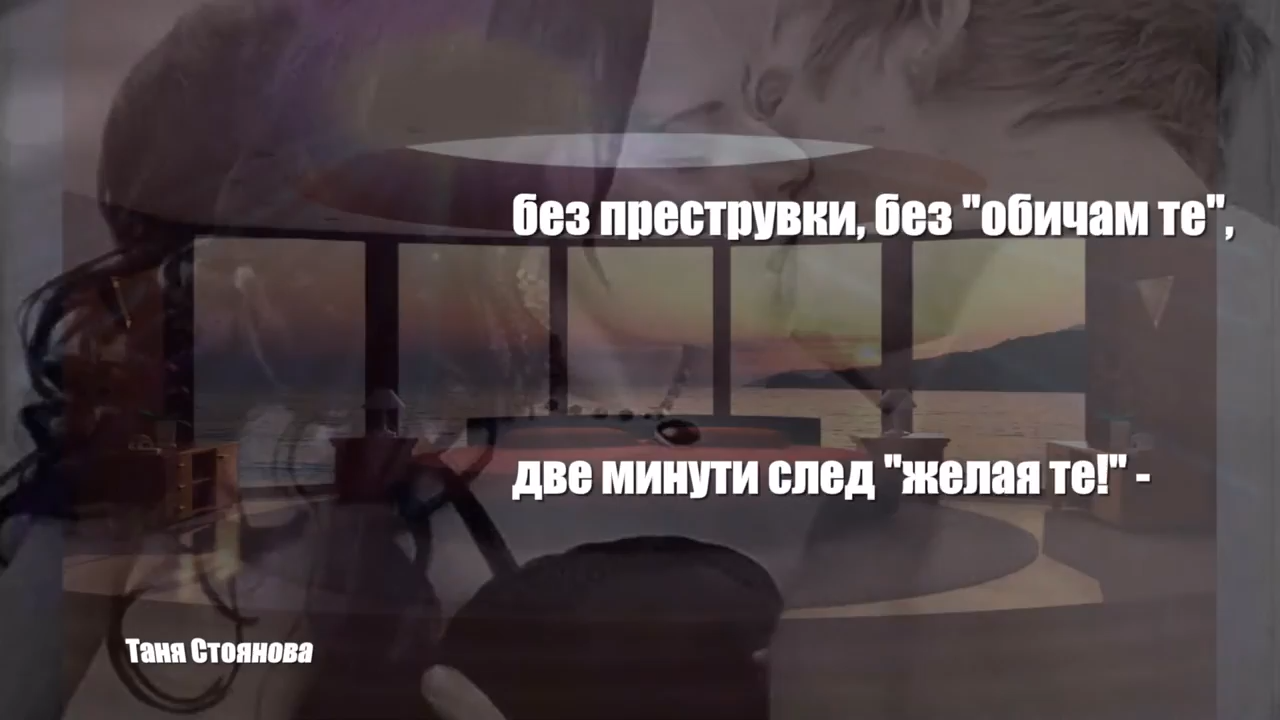 без преструвки, без "обичам те",
две минути след "желая те!" -
Таня Стоянова